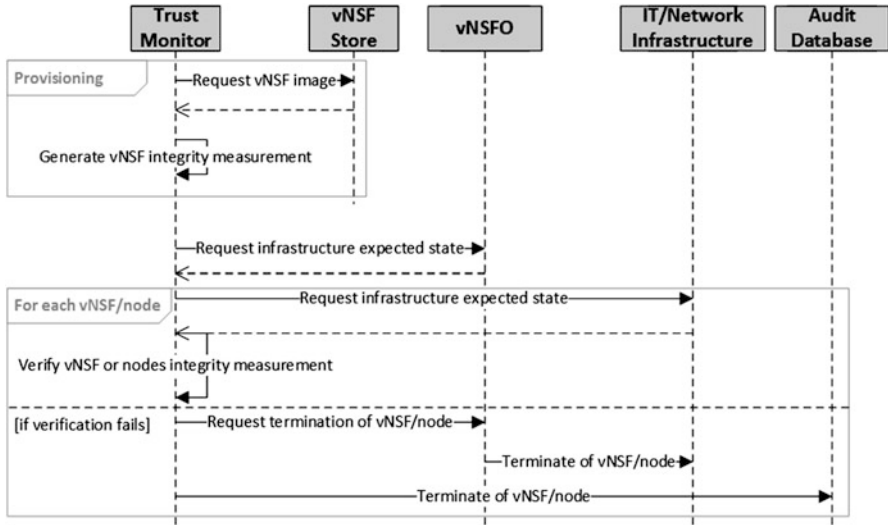 Trust
Monitor
vNSF
Store
vNSFO
IT/Network
Infrastructure
Audit
Database
Provisioning
Request vNSF image
Generate vNSF integrity measurement
Request infrastructure expected state
For each vNSF/node
Request infrastructure expected state
Verify vNSF or nodes integrity measurement
[if verification fails]
Request termination of vNSF/node
Terminate of vNSF/node
Terminate of vNSF/node